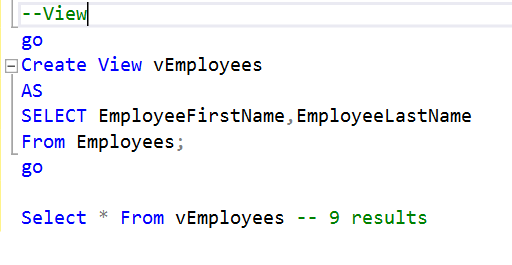 --View
go
Create View vEmployees
AS
SELECT EmployeeFirstName,EmployeeLastName
From Employees;
go
Select * From vEmployees -- 9 results